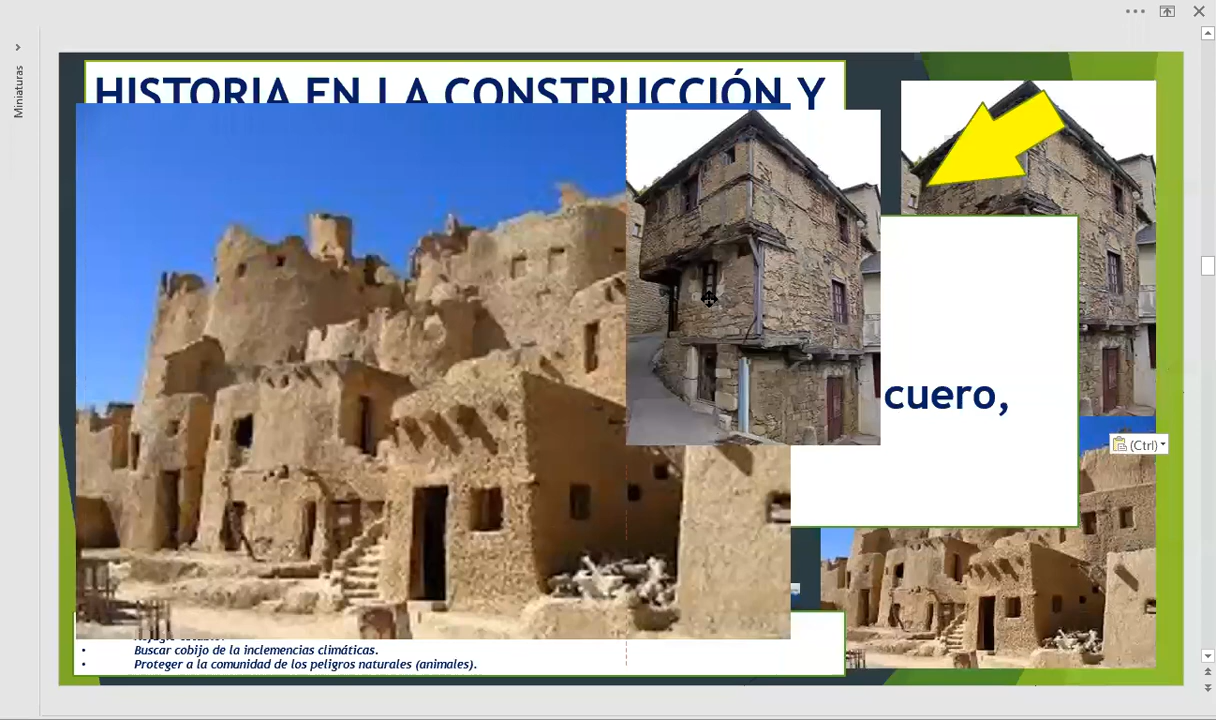 Miniaturas
HISTORIA EN LA CONSTRUCCIÓN Y
cuero,
(Ctrl)
Buscar cobijo de la inclemencias climáticas.
Proteger a la comunidad de los peligros naturales (animales).